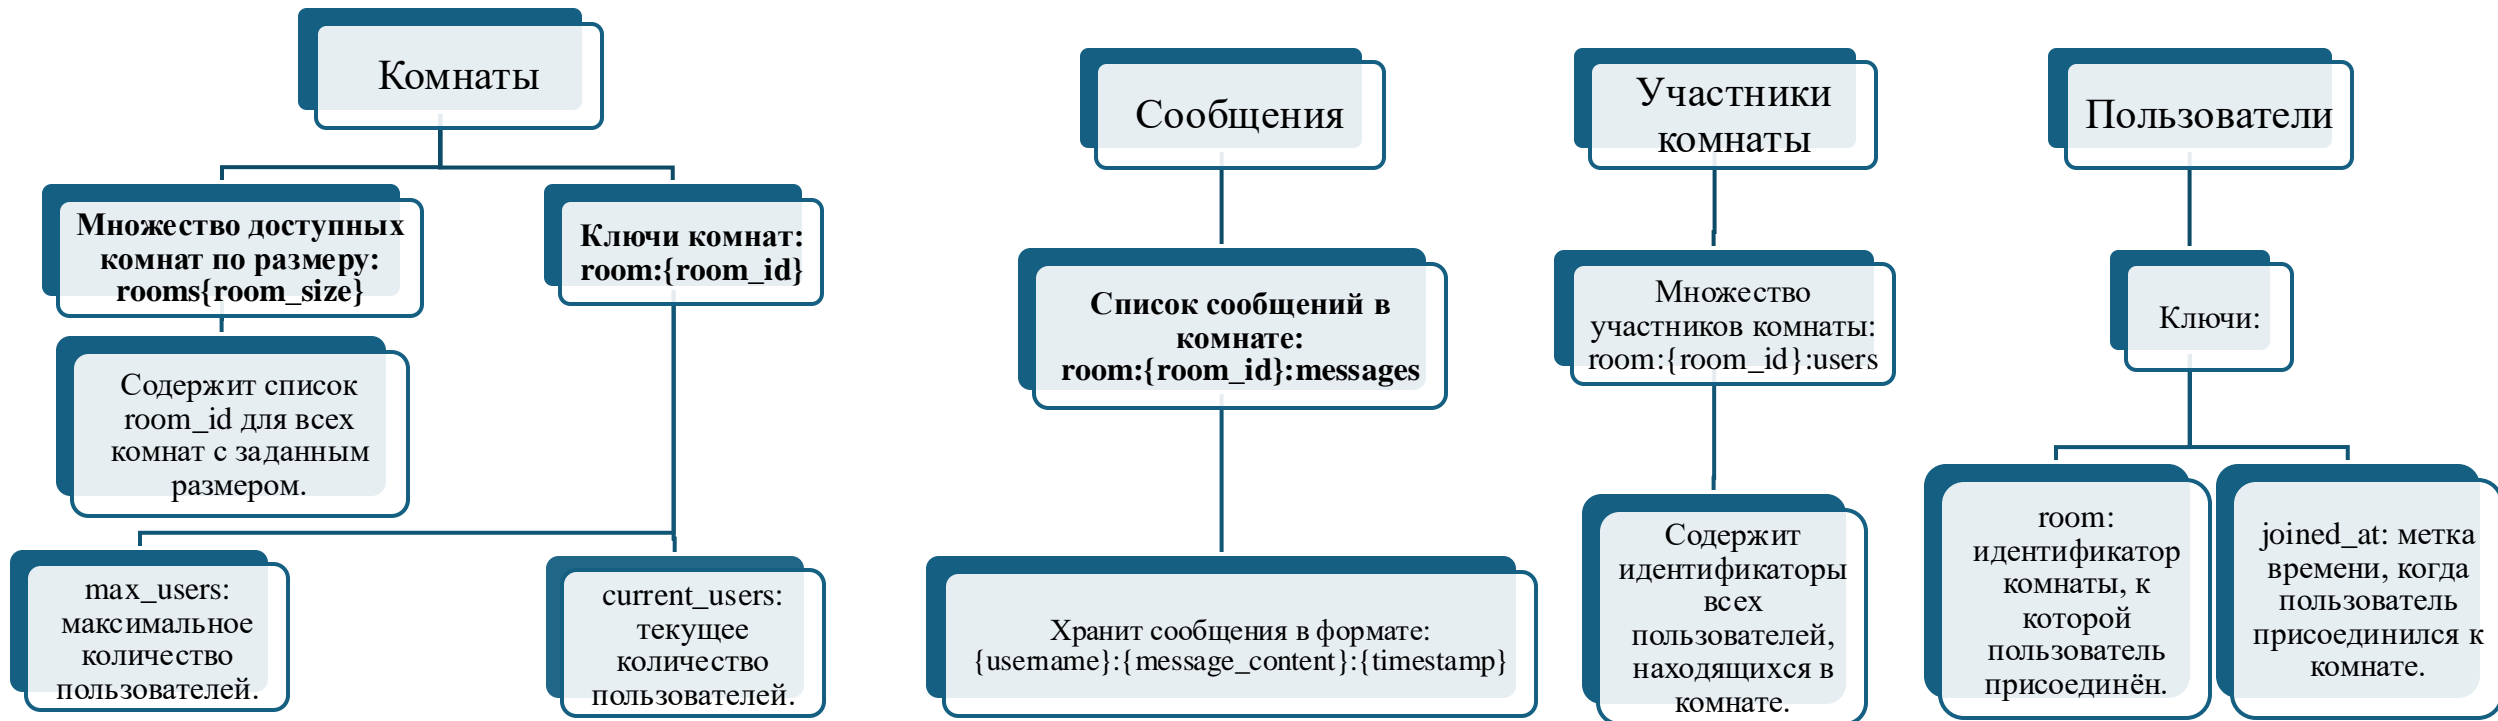 Комнаты
Множество доступных
комнат по размеру:
rooms{room_size}
Содержит список
room_id для всех
комнат с заданным
размером.
Ключи комнат:
room:{room_id}
max_users:
максимальное
количество
пользователей.
current_users:
текущее
количество
пользователей.
Сообщения
Список сообщений в
комнате:
room:{room_id}:messages
Хранит сообщения в формате:
{username}:{message_content}:{timestamp}
Участники
комнаты
Множество
участников комнаты:
room:{room_id}:users
Содержит
идентификаторы
всех
пользователей,
находящихся в
комнате.
Пользователи
Ключи:
room:
идентификатор
комнаты, к
которой
пользователь
присоединён.
joined_at: метка
времени, когда
пользователь
присоединился к
комнате.